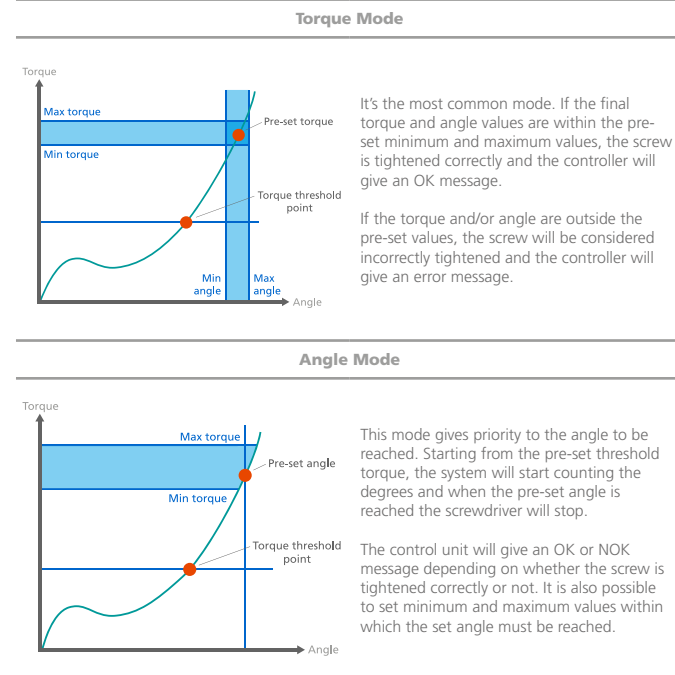 Torque Mode
Torque
Max torque
Pre-set torque
Min torque
Torque threshold
point
Min
angle
Max
angle
Angle
It's the most common mode. If the final
torque and angle values are within the pre-
set minimum and maximum values, the screw
is tightened correctly and the controller will
give an OK message.
If the torque and/or angle are outside the
pre-set values, the screw will be considered
incorrectly tightened and the controller will
give an error message.
Angle Mode
Torque
Max torque
Pre-set angle
Min torque
Torque threshold
point
Angle
This mode gives priority to the angle to be
reached. Starting from the pre-set threshold
torque, the system will start counting the
degrees and when the pre-set angle is
reached the screwdriver will stop.
The control unit will give an OK or NOK
message depending on whether the screw is
tightened correctly or not. It is also possible
to set minimum and maximum values within
which the set angle must be reached.